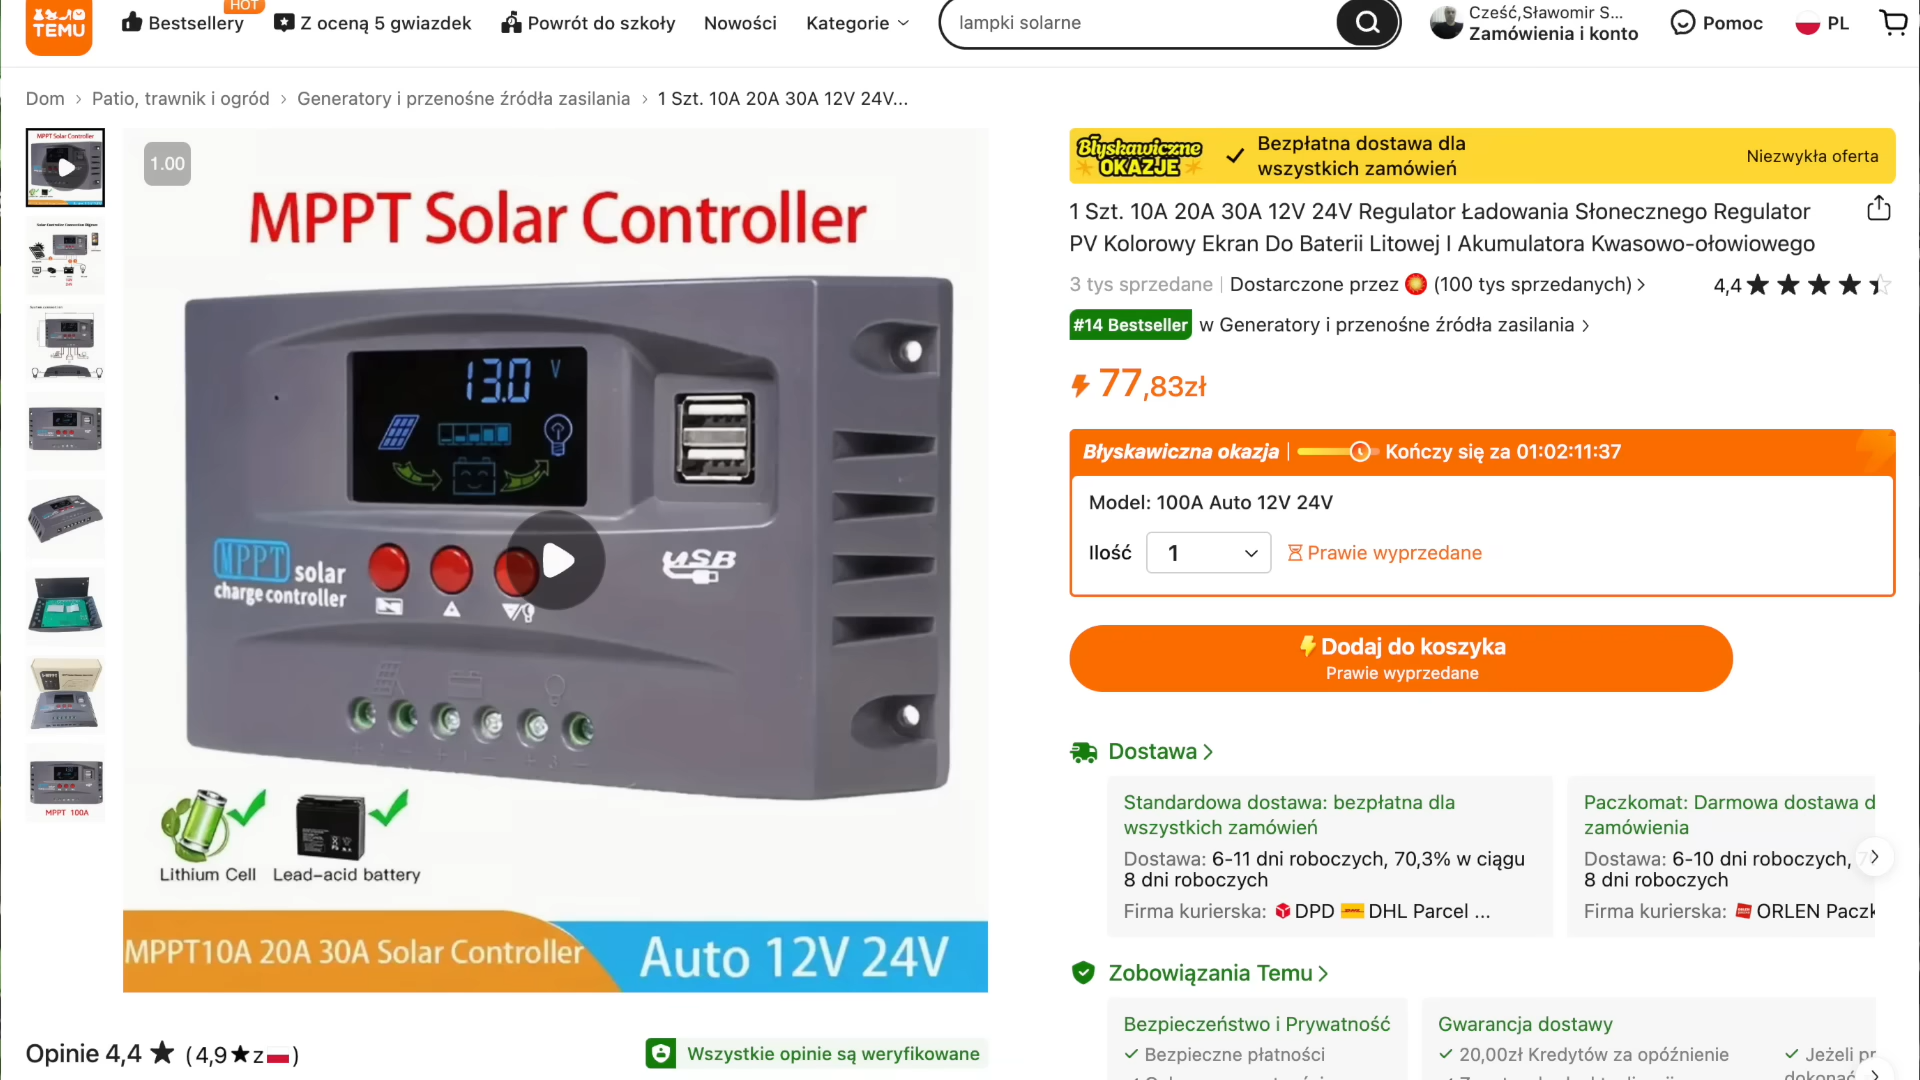 TEMU
Bestsellery
HOT
Z oceną 5 gwiazdek
Powrót do szkoły
Nowości
Kategorie
lampki solarne
Cześć,Sławomir S...
Zamówienia i konto
Pomoc
PL
Dom › Patio, trawnik i ogród › Generatory i przenośne źródła zasilania › 1 Szt. 10A 20A 30A 12V 24V...
MPPT Solar Controller
MPPT 100A
1.00
MPPT Solar Controller
13.0 V
MPPT solar
charge controller
USB
Lithium Cell
Lead-acid battery
MPPT10A 20A 30A Solar Controller
Auto 12V 24V
Opinie 4,4 ★ (4,9★z)
Wszystkie opinie są weryfikowane
Błyskawiczne
OKAZJE
Bezpłatna dostawa dla
wszystkich zamówień
Niezwykła oferta
1 Szt. 10A 20A 30A 12V 24V Regulator Ładowania Słonecznego Regulator
PV Kolorowy Ekran Do Baterii Litowej I Akumulatora Kwasowo-ołowiowego
3 tys sprzedane | Dostarczone przez (100 tys sprzedanych) ›
4,4
#14 Bestseller w Generatory i przenośne źródła zasilania ›
77,83zł
Błyskawiczna okazja | Kończy się za 01:02:11:37
Model: 100A Auto 12V 24V
Ilość 1 Prawie wyprzedane
Dodaj do koszyka
Prawie wyprzedane
Dostawa ›
Standardowa dostawa: bezpłatna dla
wszystkich zamówień
Dostawa: 6-11 dni roboczych, 70,3% w ciągu
8 dni roboczych
Firma kurierska: DPD DHL Parcel ...
Paczkomat: Darmowa dostawa d
zamówienia
Dostawa: 6-10 dni roboczych,
8 dni roboczych
Firma kurierska: ORLEN Paczk
Zobowiązania Temu ›
Bezpieczeństwo i Prywatność
Bezpieczne płatności
Gwarancja dostawy
20,00zł Kredytów za opóźnienie
Jeżeli pr